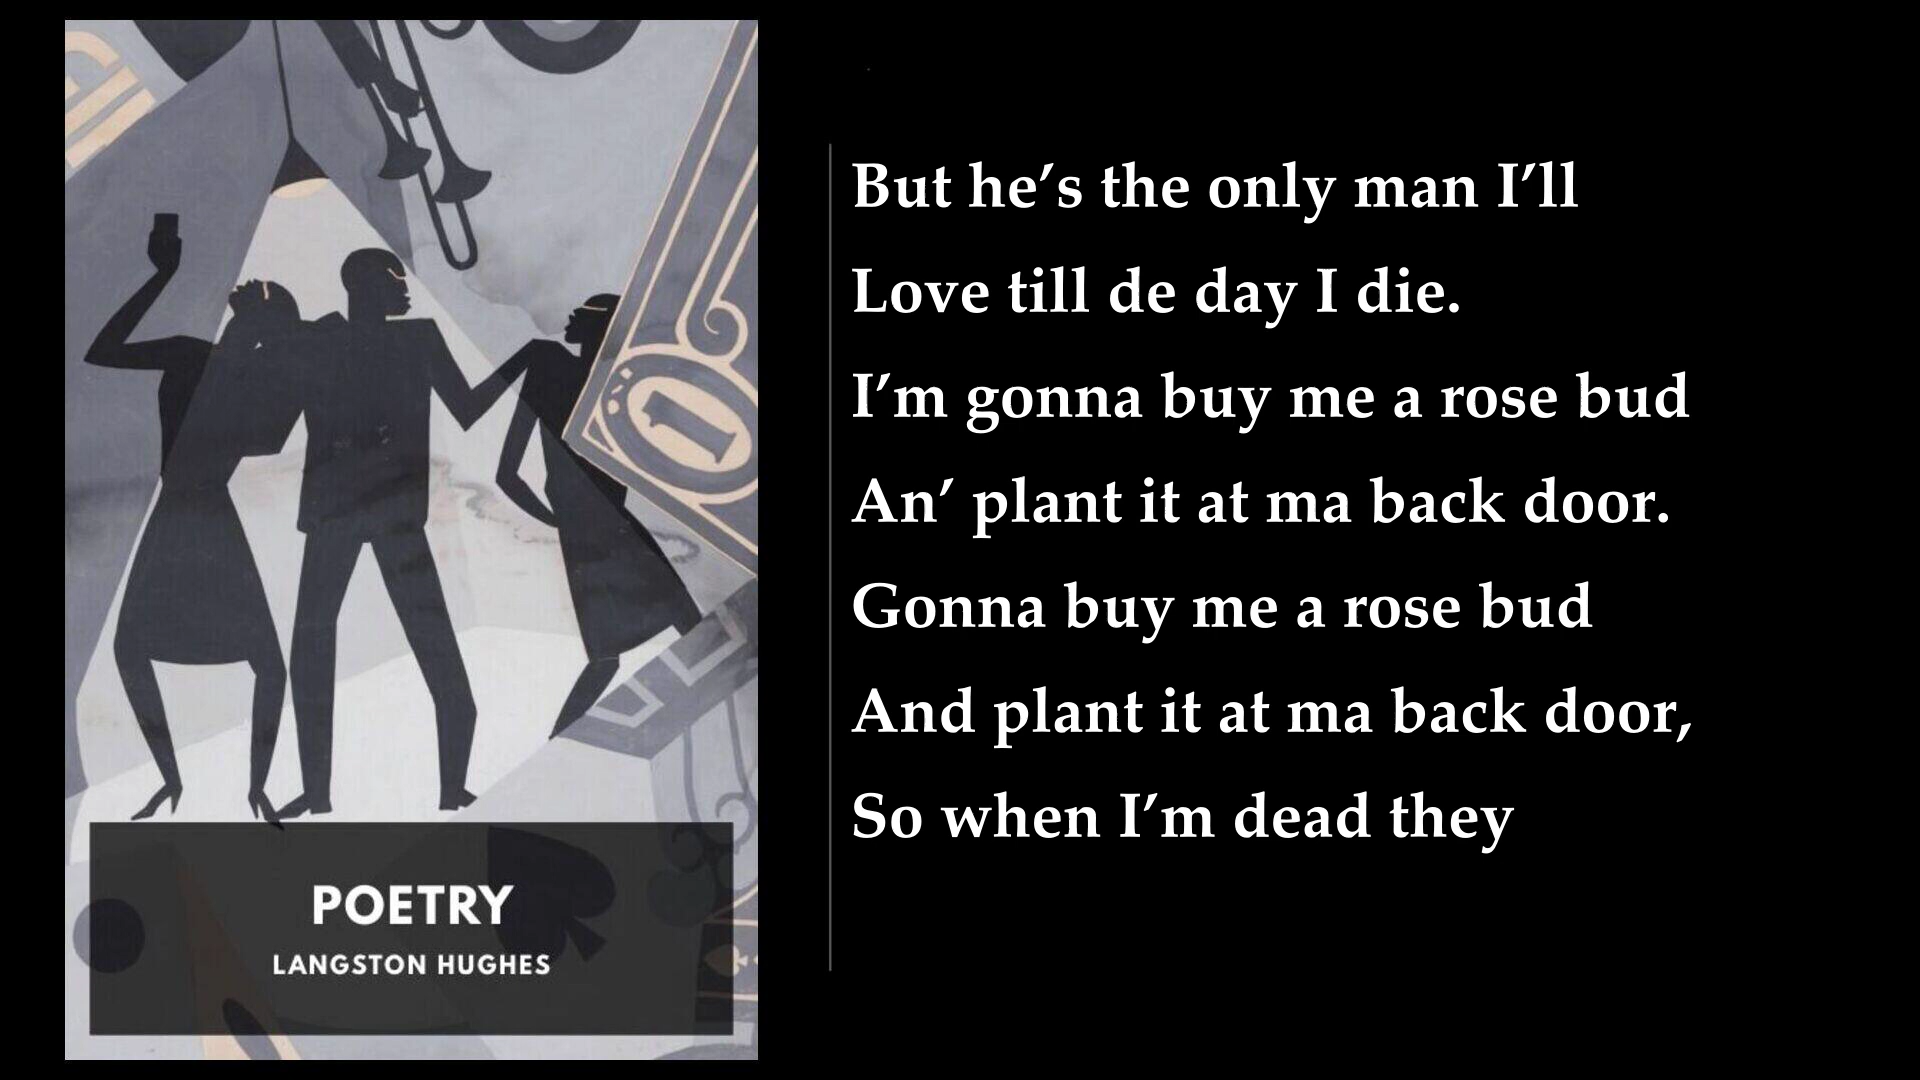 POETRY
LANGSTON HUGHES
But he’s the only man I’ll
Love till de day I die.
I’m gonna buy me a rose bud
An’ plant it at ma back door.
Gonna buy me a rose bud
And plant it at ma back door,
So when I’m dead they